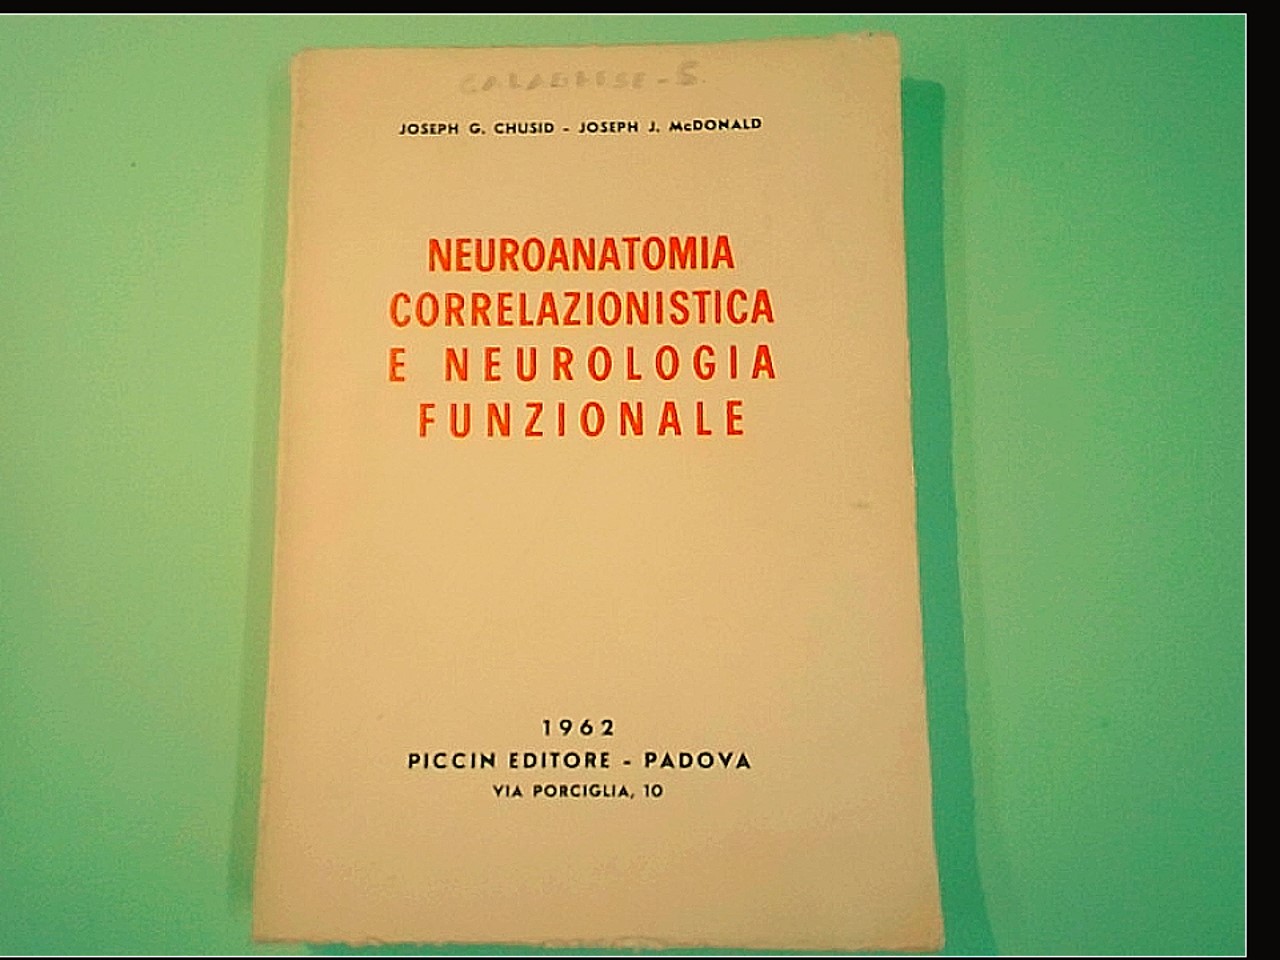 JOSEPH G. CHUSID - JOSEPH J. McDONALD
NEUROANATOMIA
CORRELAZIONISTICA
E NEUROLOGIA
FUNZIONALE
1962
PICCIN EDITORE - PADOVA
VIA PORCIGLIA, 10